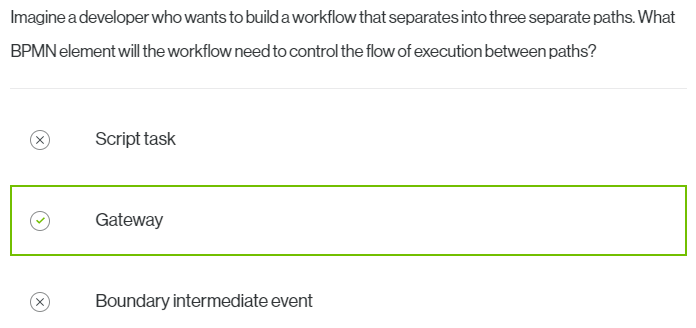 Imagine a developer who wants to build a workflow that separates into three separate paths. What
BPMN element will the workflow need to control the flow of execution between paths?
Script task
Gateway
Boundary intermediate event